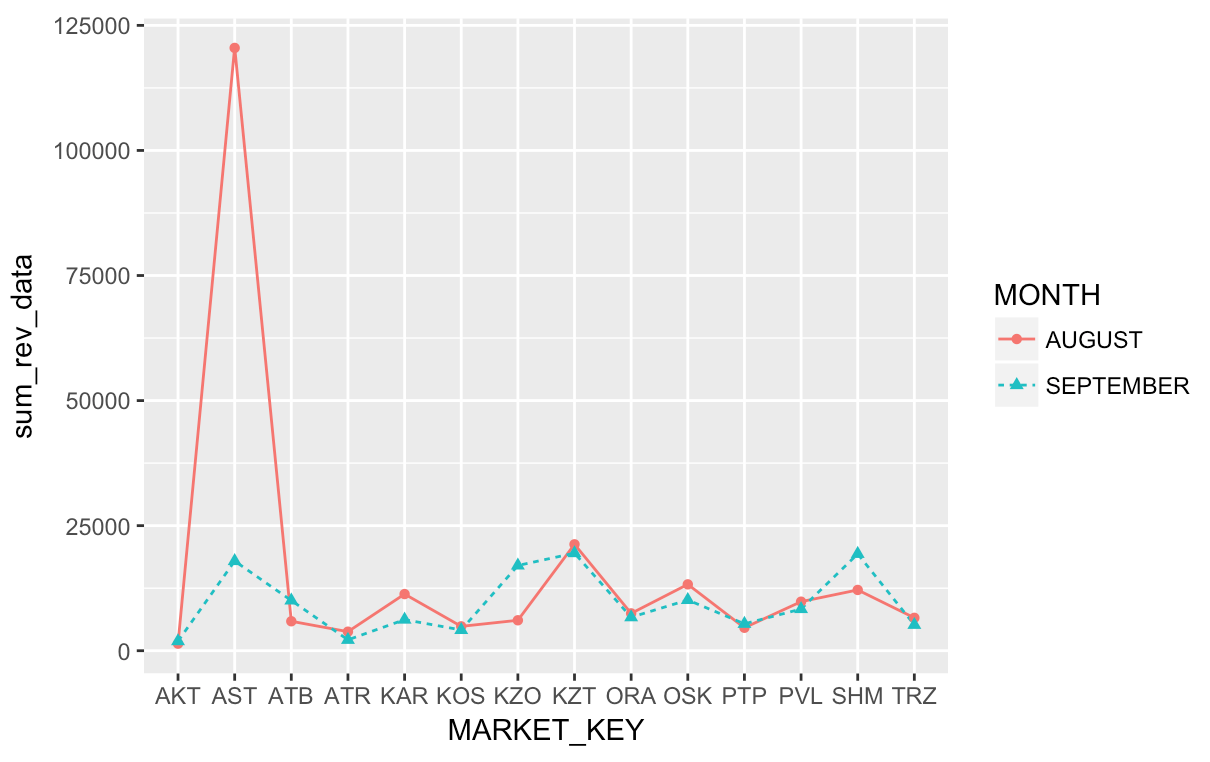 125000
100000
75000
50000
25000
0
sum_rev_data
AKT AST ATB ATR KAR KOS KZO KZT ORA OSK PTP PVL SHM TRZ
MARKET_KEY
MONTH
AUGUST
SEPTEMBER